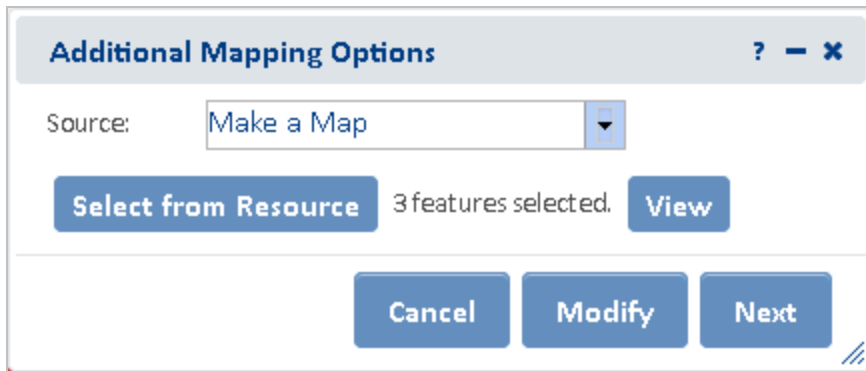 Additional Mapping Options ?
Source: Make a Map
Select from Resource 3 features selected. View
Cancel Modify Next